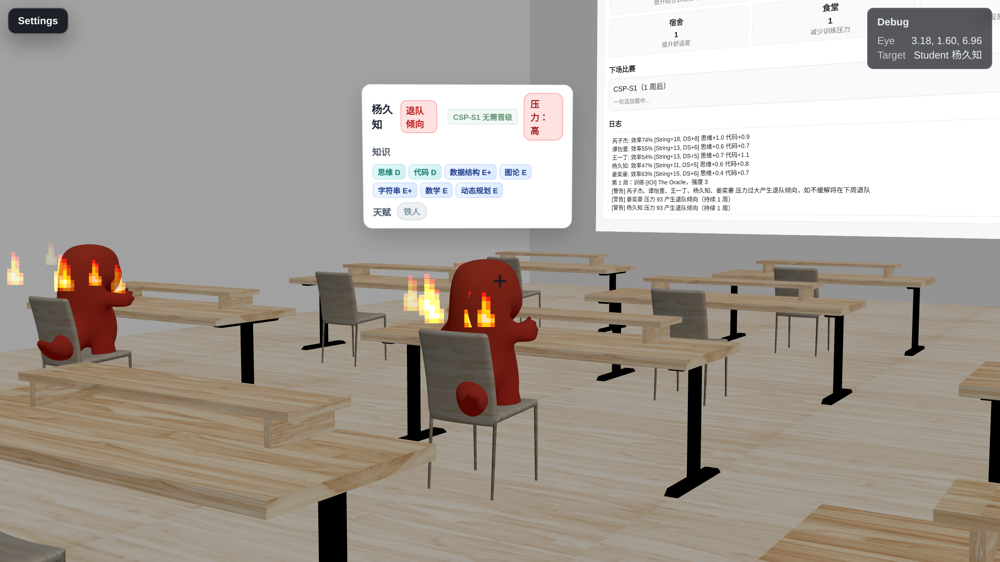 Settings
杨久
知
退队
倾向
CSP-S1 无需晋级
压
力：
高
知识
思维 D
代码 D
数据结构 E+
图论 E
字符串 E+
数学 E
动态规划 E
天赋
铁人
宿舍
1
提升舒适度
食堂
1
减少训练压力
下场比赛
CSP-S1（1 周后）
一句话加载中...
日志
芮子杰: 效率74% [String+18, DS+8] 思维+1.0 代码+0.9
谭怡萱: 效率55% [String+13, DS+6] 思维+0.6 代码+0.7
王一丁: 效率54% [String+13, DS+5] 思维+0.7 代码+1.1
杨久知: 效率47% [String+11, DS+5] 思维+0.6 代码+0.8
姜奕豪: 效率63% [String+15, DS+6] 思维+0.4 代码+0.7
第 1 周：训练-[IOI] The Oracle，强度 3
[警告] 芮子杰、谭怡萱、王一丁、杨久知、姜奕豪 压力过大产生退队倾向，如不缓解将在下周退队
[警告] 姜奕豪 压力 93 产生退队倾向（持续 1 周）
[警告] 杨久知 压力 93 产生退队倾向（持续 1 周）
Debug
Eye 3.18, 1.60, 6.96
Target Student 杨久知